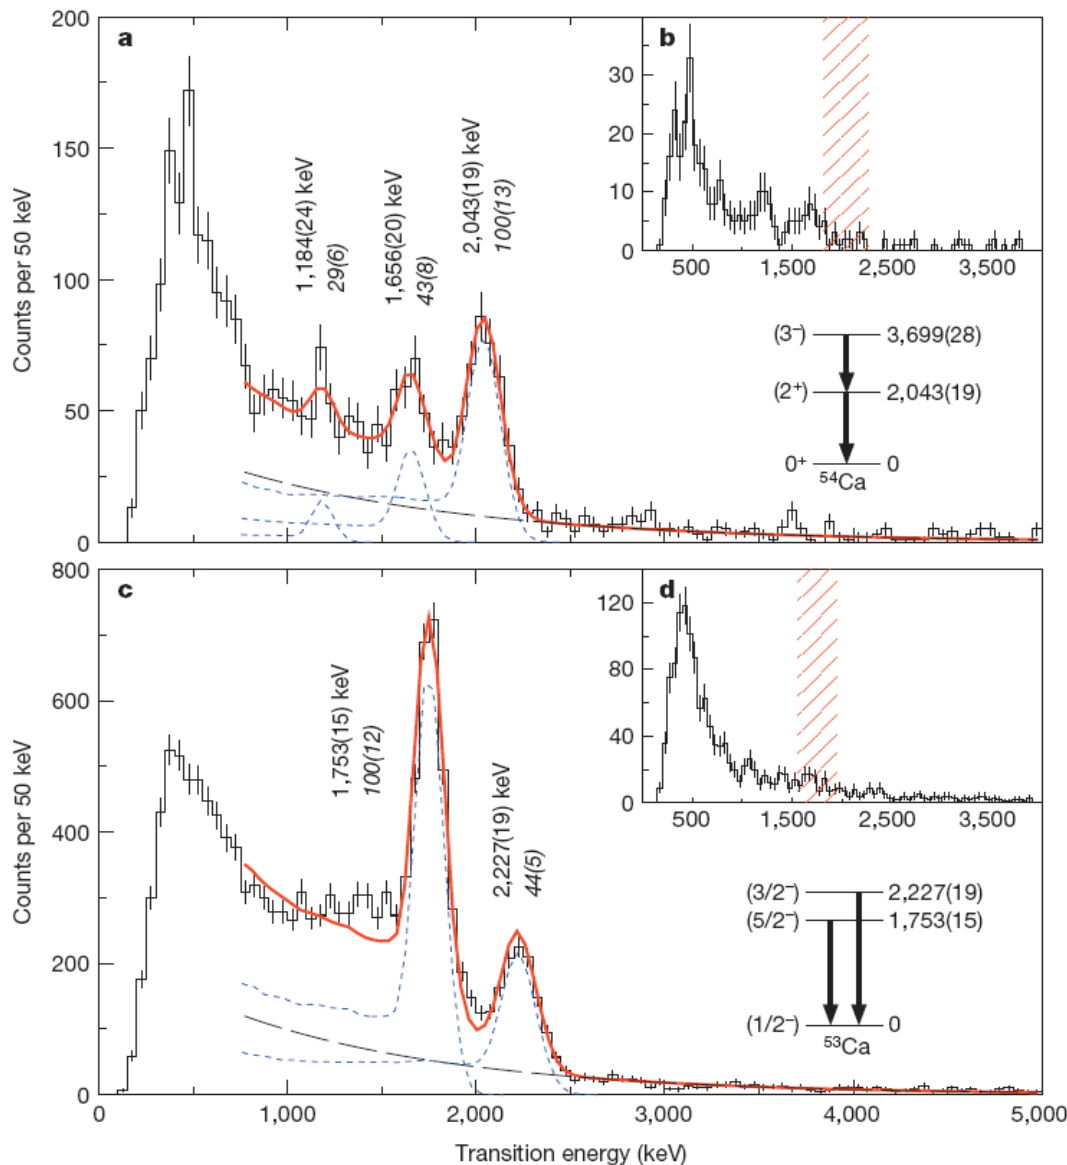 a
Counts per 50 keV
200
150
100
50
0
1,184(24) keV
29(6)
1,656(20) keV
43(8)
2,043(19) keV
100(13)
b
30
20
10
0
500 1,500 2,500 3,500
(3⁻) 3,699(28)
(2⁺) 2,043(19)
0⁺ 0
⁵⁴Ca
c
Counts per 50 keV
800
600
400
200
0
1,753(15) keV
100(12)
2,227(19) keV
44(5)
d
120
80
40
0
500 1,500 2,500 3,500
(3/2⁻) 2,227(19)
(5/2⁻) 1,753(15)
(1/2⁻) 0
⁵³Ca
0 1,000 2,000 3,000 4,000 5,000
Transition energy (keV)